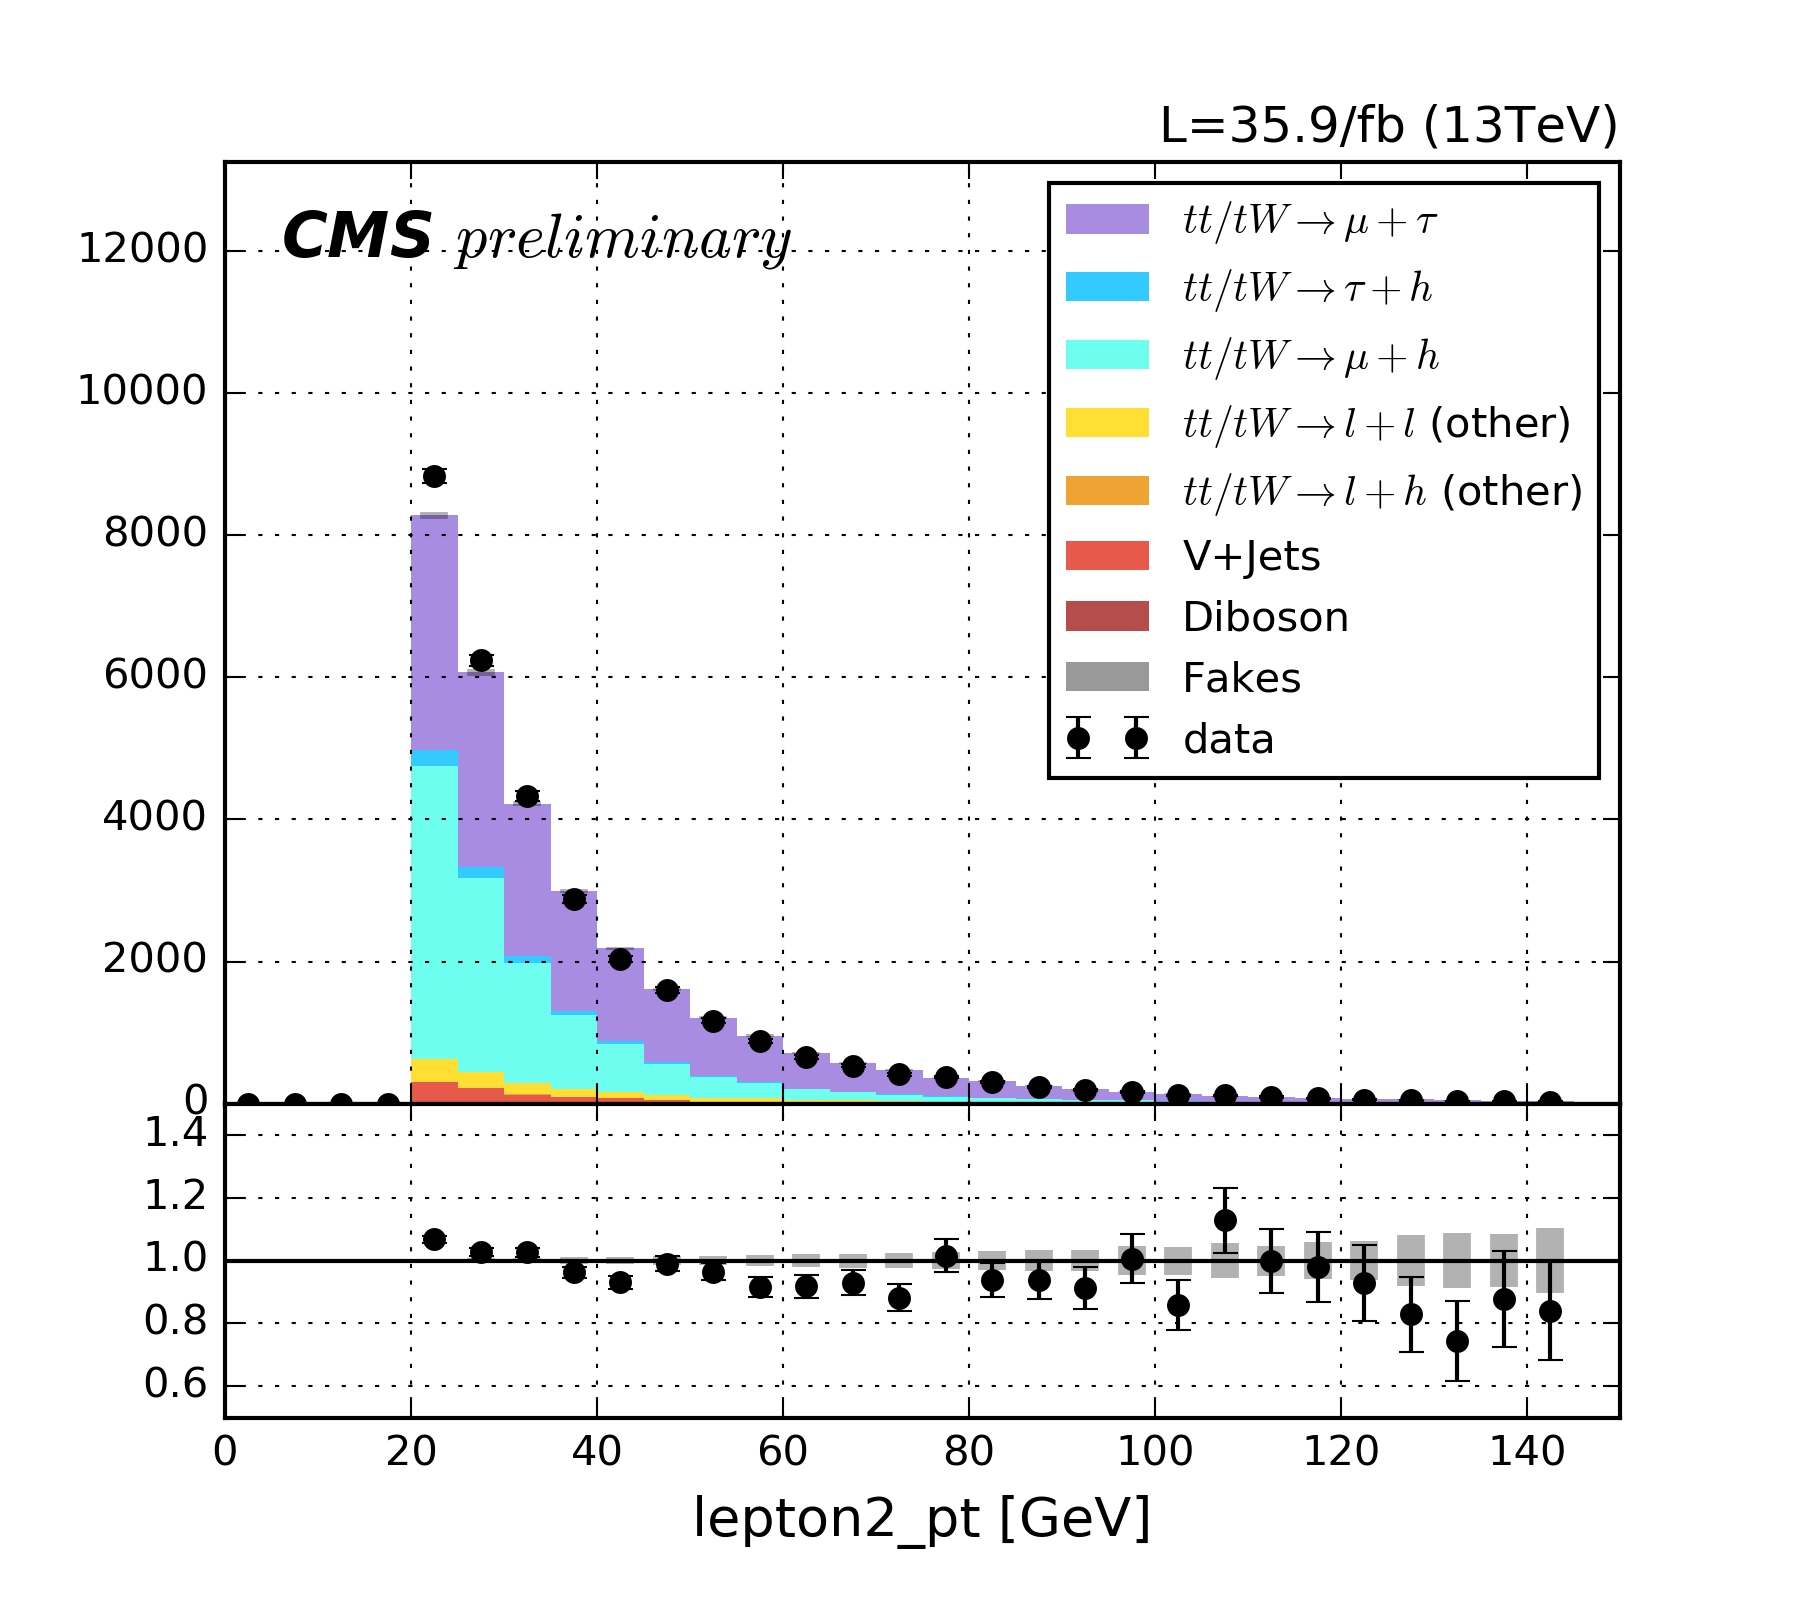 L=35.9/fb (13TeV)
CMS preliminary
12000
10000
8000
6000
4000
2000
0
tt/tW → μ + τ
tt/tW → τ + h
tt/tW → μ + h
tt/tW → l + l (other)
tt/tW → l + h (other)
V+Jets
Diboson
Fakes
data
1.4
1.2
1.0
0.8
0.6
0 20 40 60 80 100 120 140
lepton2_pt [GeV]